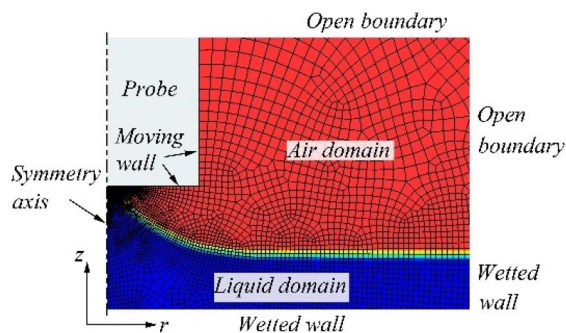 Open boundary
Probe
Moving
wall
Air domain
Open
boundary
Symmetry
axis
z
Liquid domain
Wetted
wall
r
Wetted wall